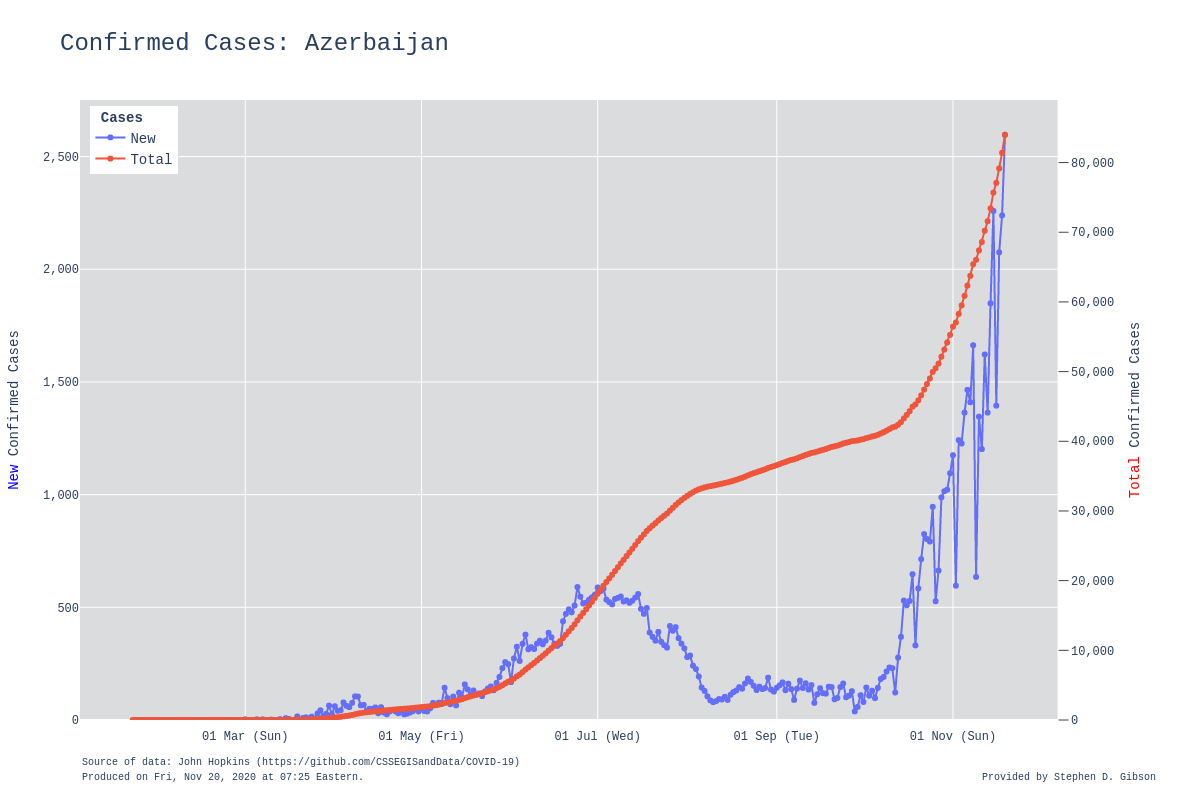 Confirmed Cases: Azerbaijan
Cases
New
Total
2,500
2,000
1,500
1,000
500
0
80,000
70,000
60,000
50,000
40,000
30,000
20,000
10,000
0
New Confirmed Cases
Total Confirmed Cases
01 Mar (Sun)
01 May (Fri)
01 Jul (Wed)
01 Sep (Tue)
01 Nov (Sun)
Source of data: John Hopkins (https://github.com/CSSEGISandData/COVID-19)
Produced on Fri, Nov 20, 2020 at 07:25 Eastern.
Provided by Stephen D. Gibson